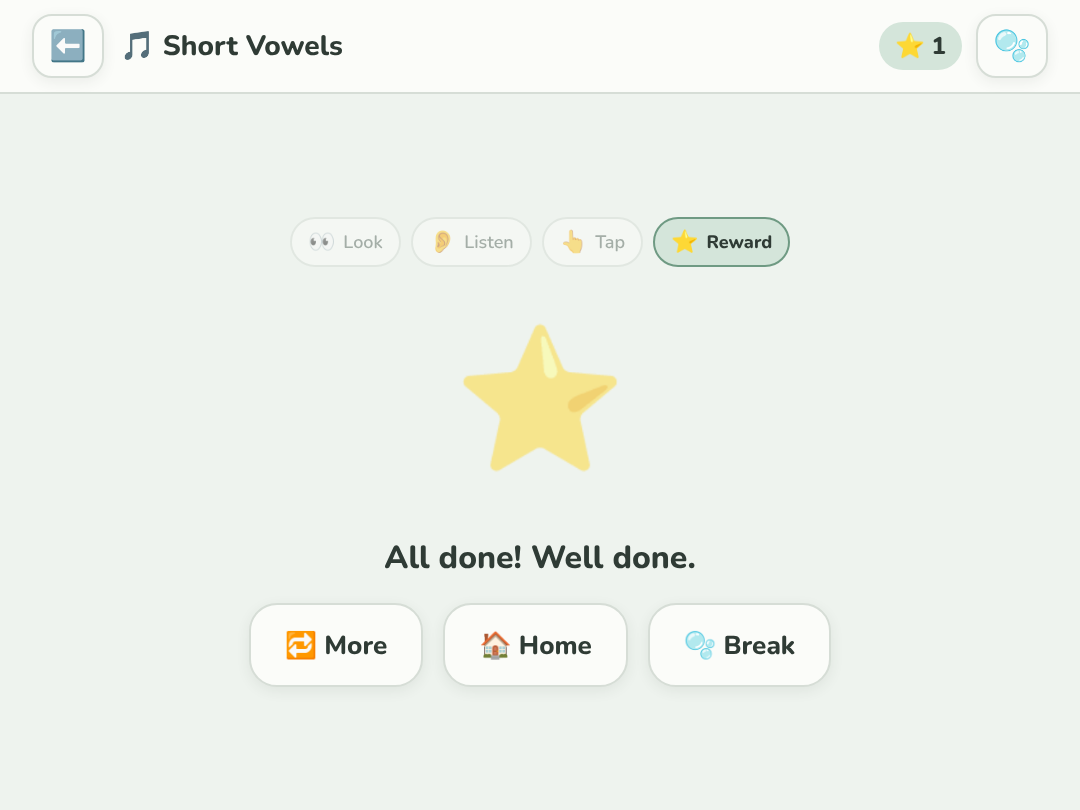 Short Vowels
1
Look
Listen
Tap
Reward
All done! Well done.
More
Home
Break